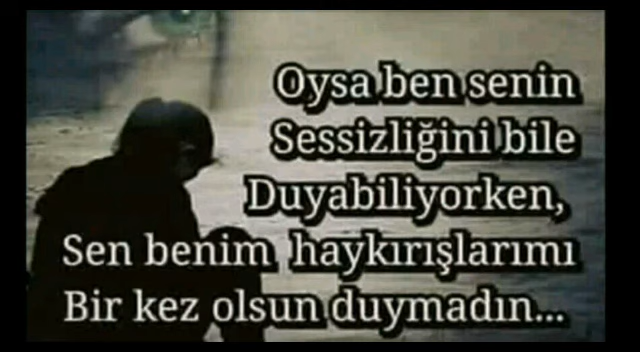 Oysa ben senin
Sessizliğini bile
Duyabiliyorken,
Sen benim haykırışlarımı
Bir kez olsun duymadın...